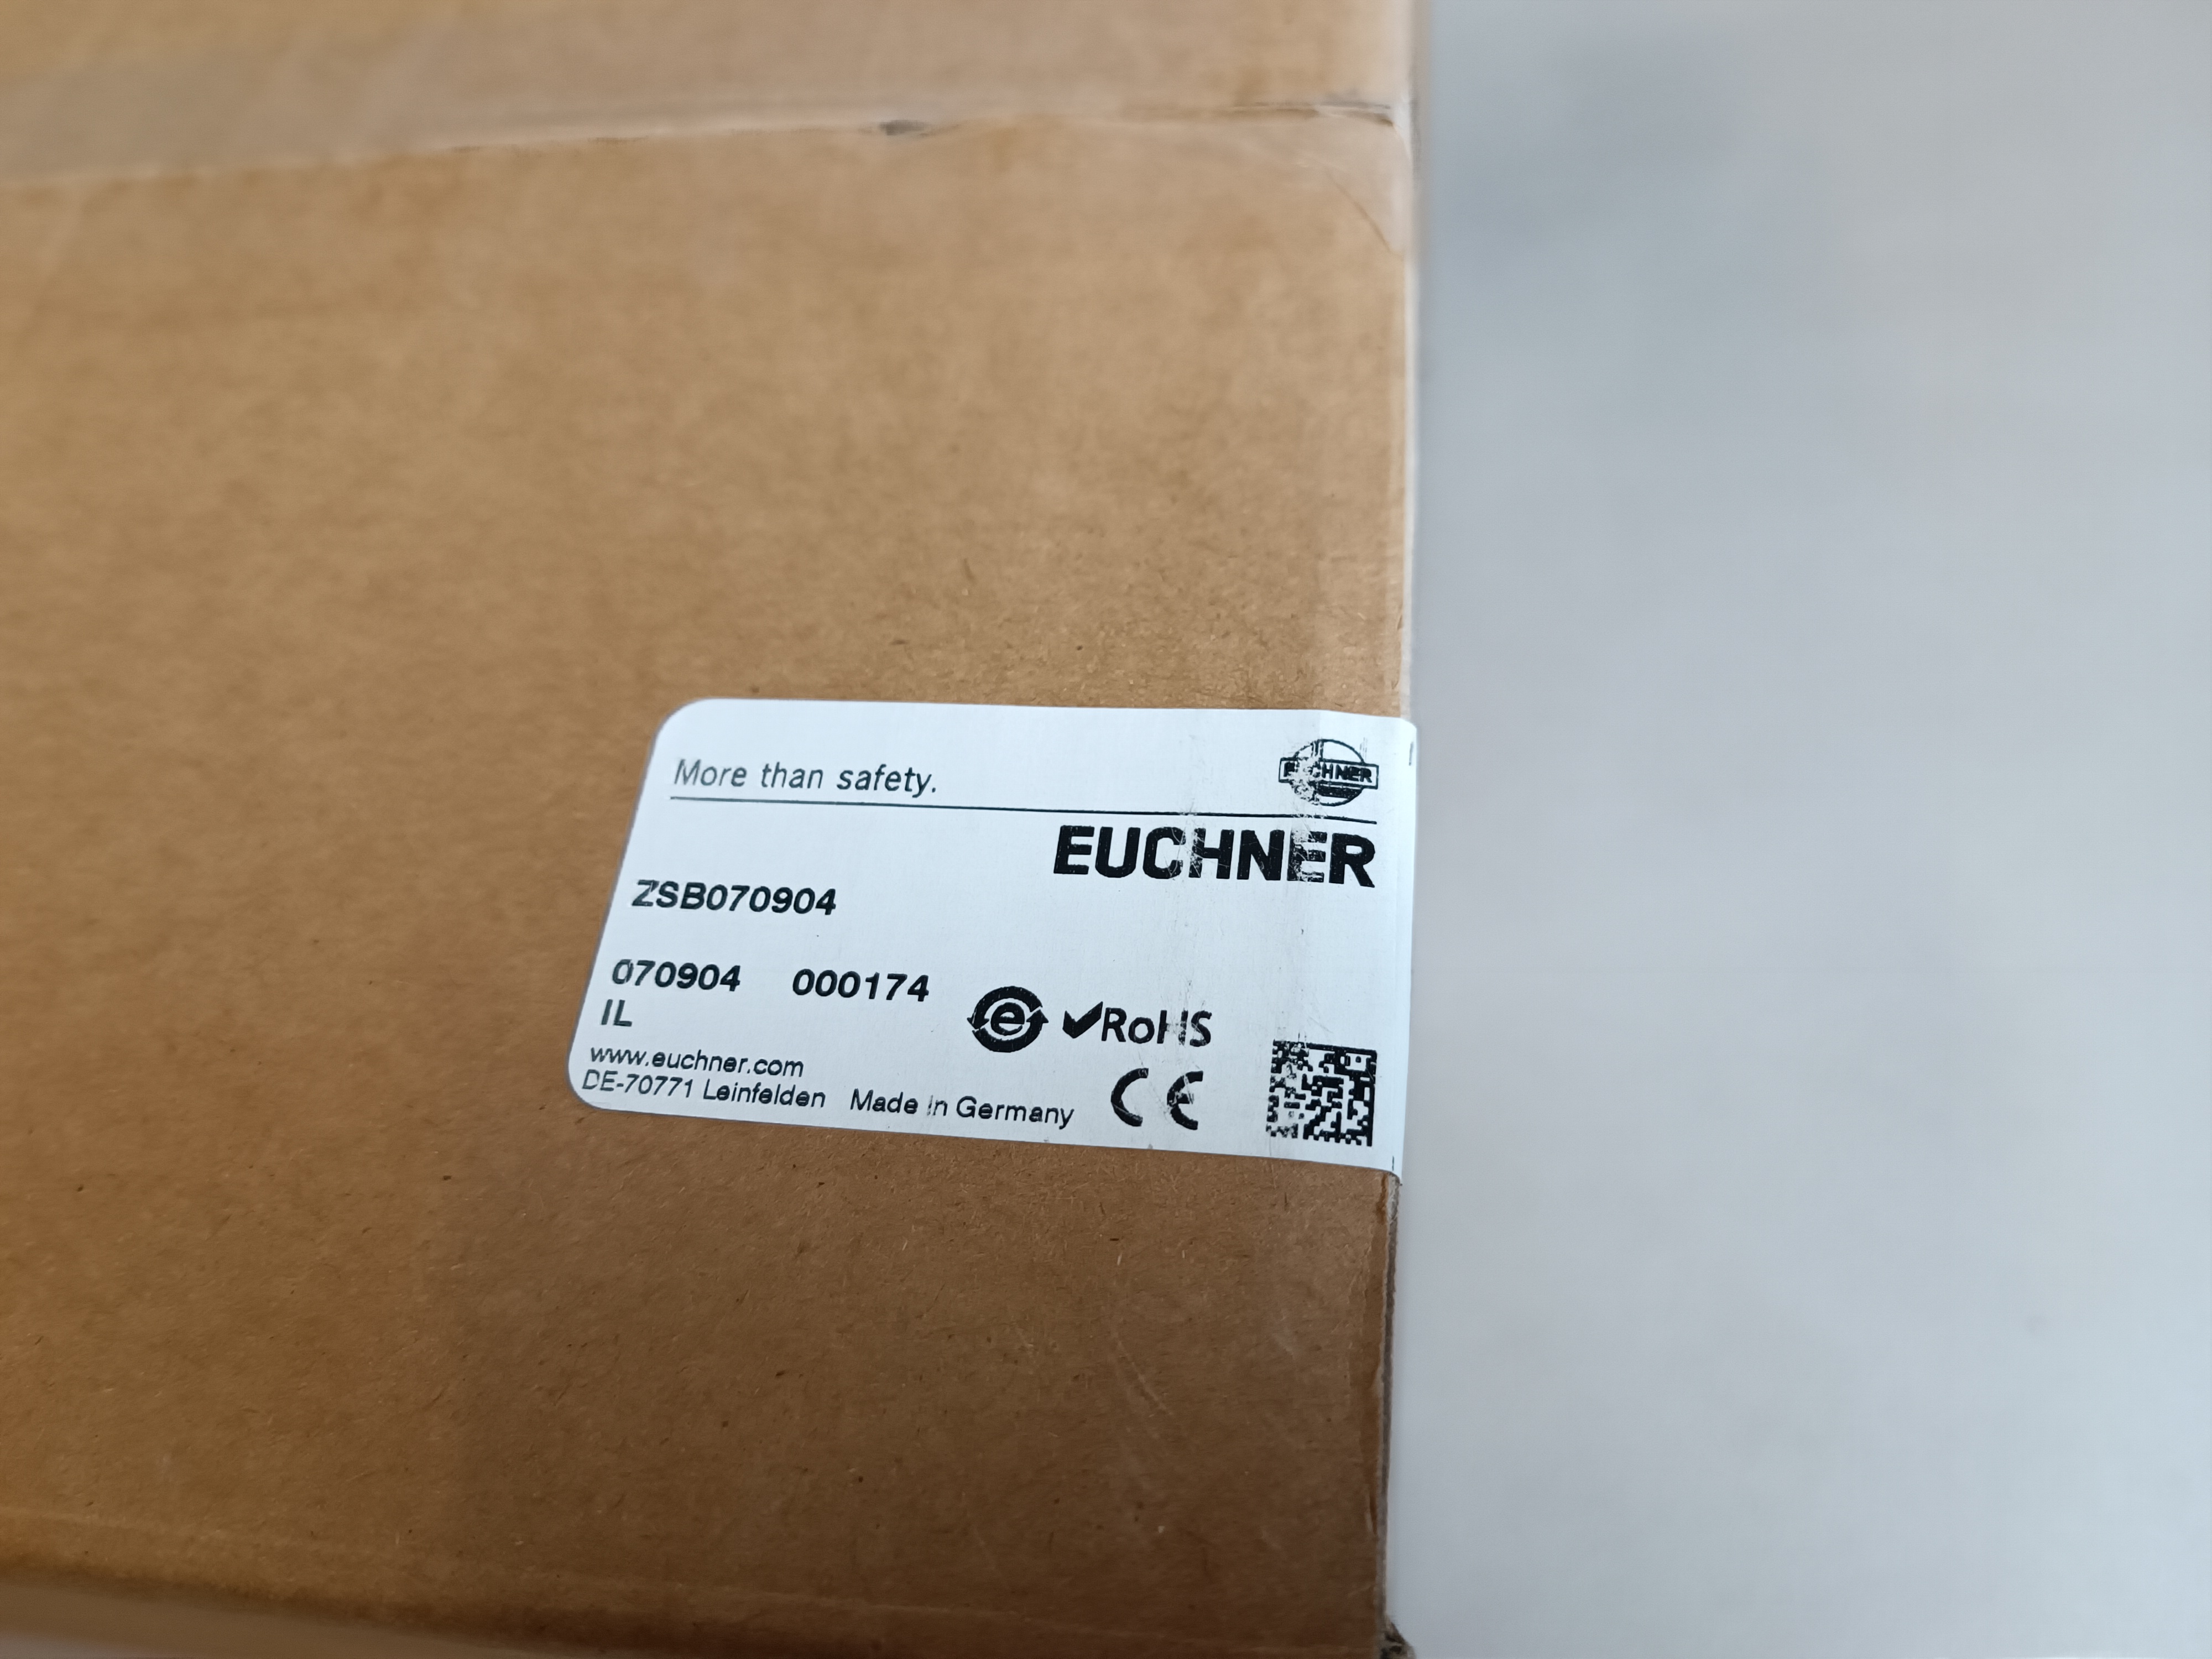 More than safety.
EUCHNER
EUCHNER
ZSB070904
070904 000174
IL
e RoHS
www.euchner.com
DE-70771 Leinfelden Made in Germany CE